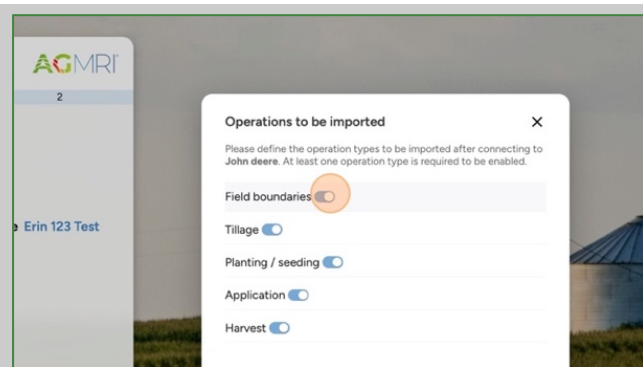 AGMRI
2
Erin 123 Test
Operations to be imported
Please define the operation types to be imported after connecting to
John deere. At least one operation type is required to be enabled.
Field boundaries
Tillage
Planting / seeding
Application
Harvest